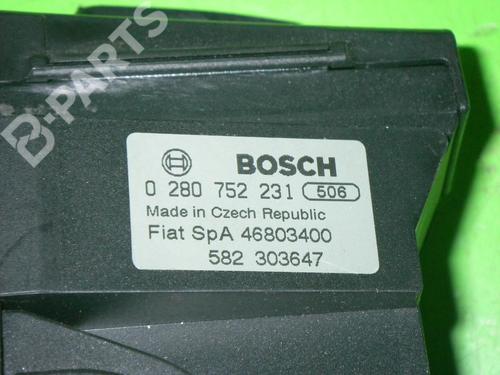 B-PARTS
BOSCH
0 280 752 231 506
Made in Czech Republic
Fiat SpA 46803400
582 303647